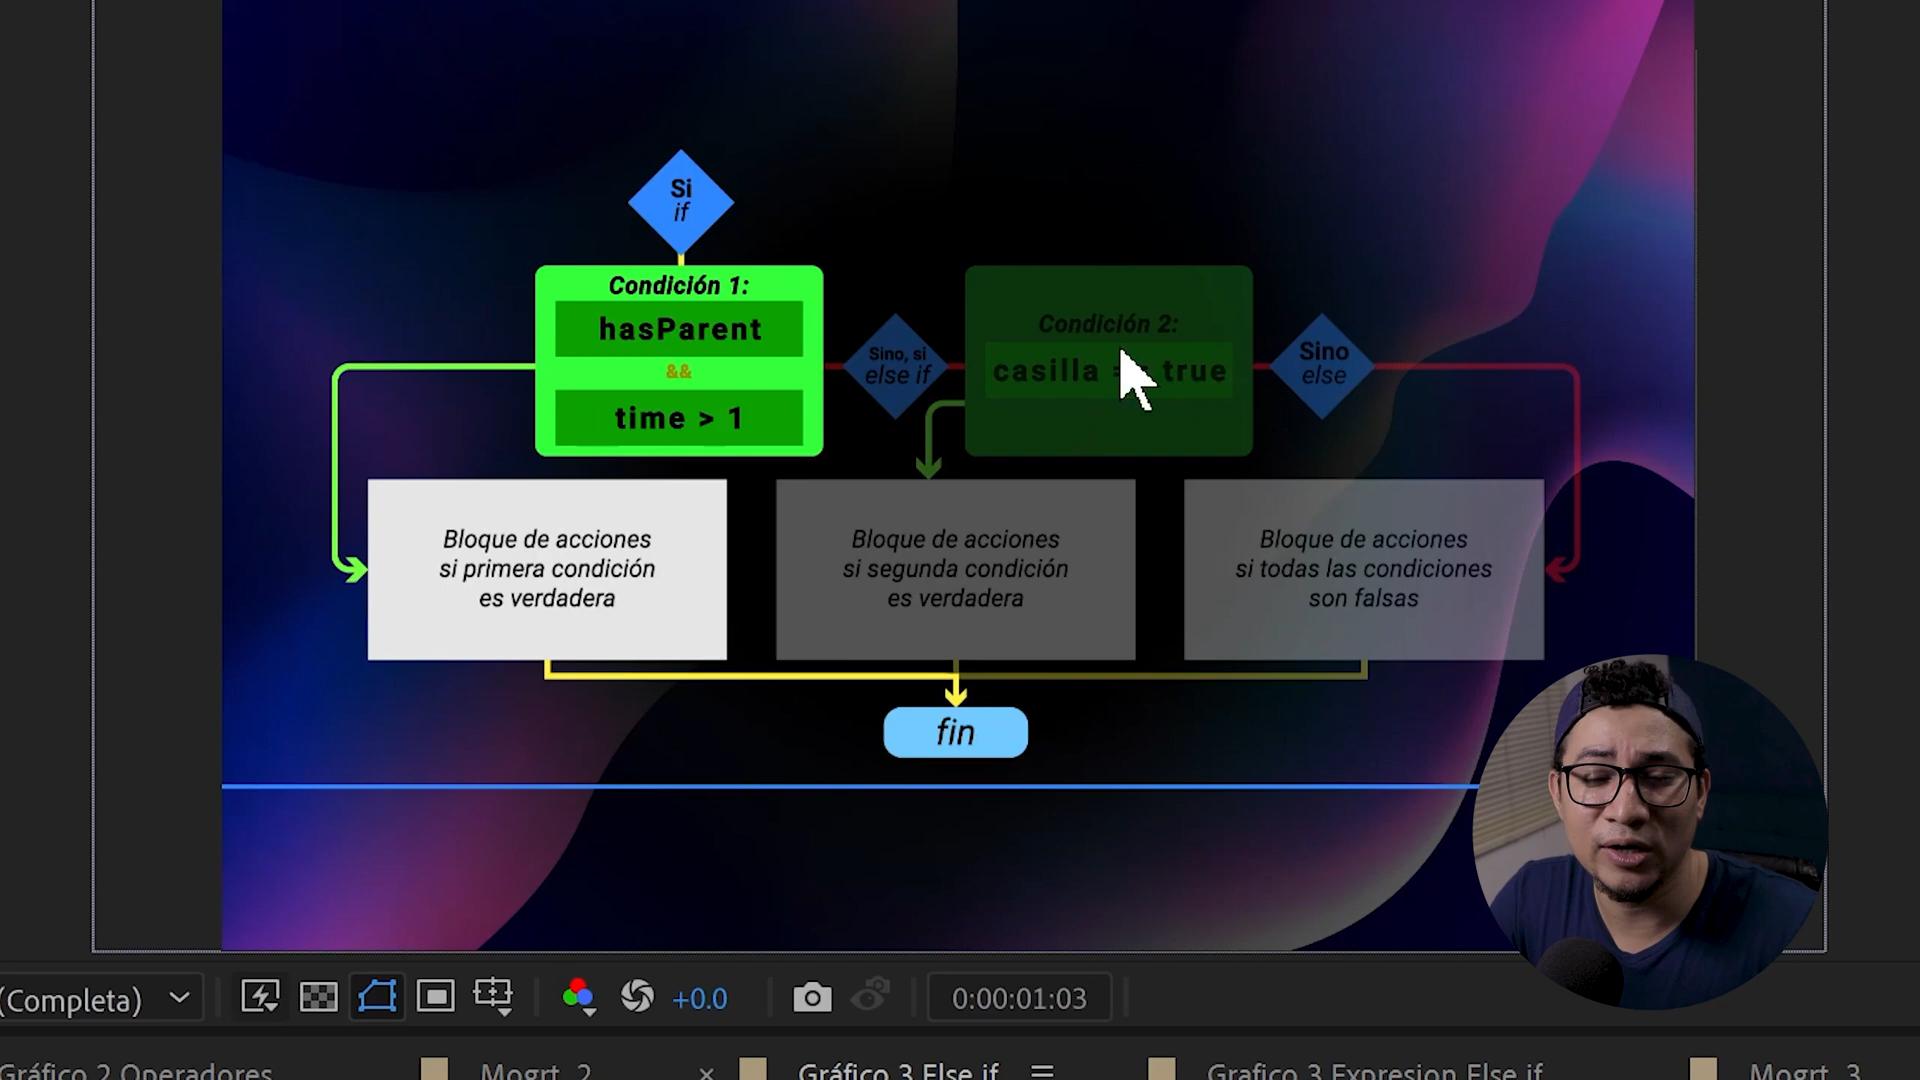 Si
if
Condición 1:
hasParent
&&
time > 1
Sino, si
else if
Condición 2:
casilla = true
Sino
else
Bloque de acciones
si primera condición
es verdadera
Bloque de acciones
si segunda condición
es verdadera
Bloque de acciones
si todas las condiciones
son falsas
fin
(Completa)
+0.0
0:00:01:03
Gráfico 2 Operadores
Mogrt 2
Gráfico 3 Else if
Grafico 3 Expresion Else if
Mogrt 3